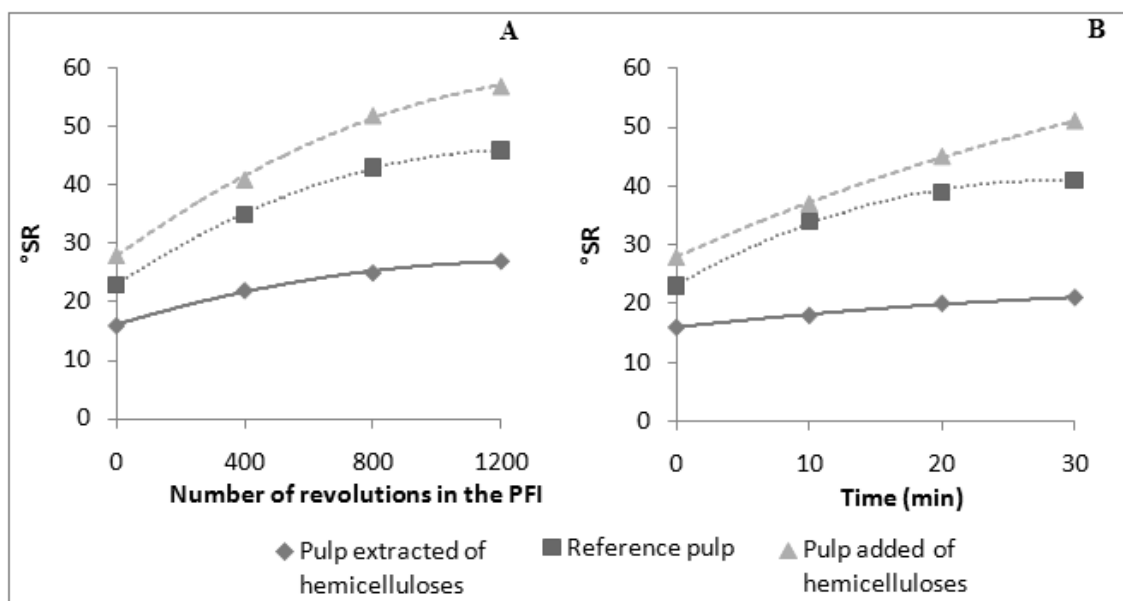 A
60
50
40
30
20
10
0
°SR
0 400 800 1200
Number of revolutions in the PFI
B
60
50
40
30
20
10
0
°SR
0 10 20 30
Time (min)
Pulp extracted of
hemicelluloses
Reference pulp
Pulp added of
hemicelluloses